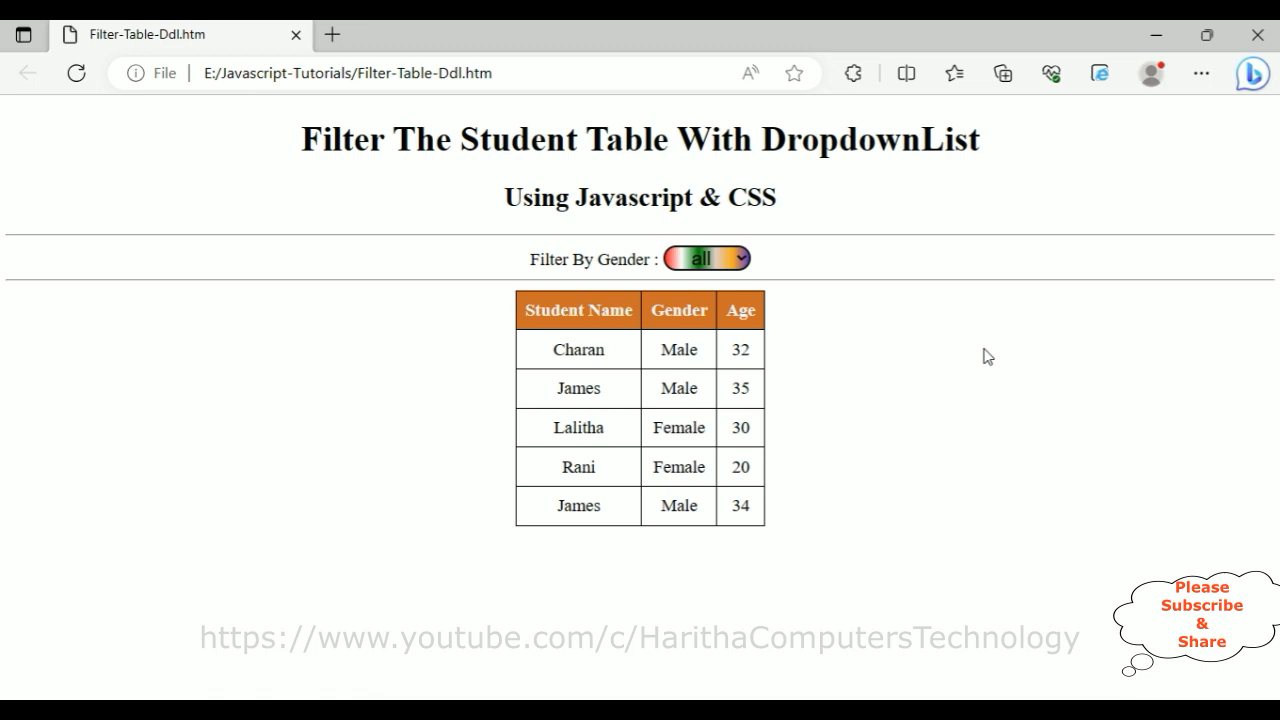 Filter-Table-Ddl.htm
File
E:/Javascript-Tutorials/Filter-Table-Ddl.htm
Filter The Student Table With DropdownList
Using Javascript & CSS
Filter By Gender : all
Student Name Gender Age
Charan Male 32
James Male 35
Lalitha Female 30
Rani Female 20
James Male 34
Please
Subscribe
&
Share
https://www.youtube.com/c/HarithaComputersTechnology